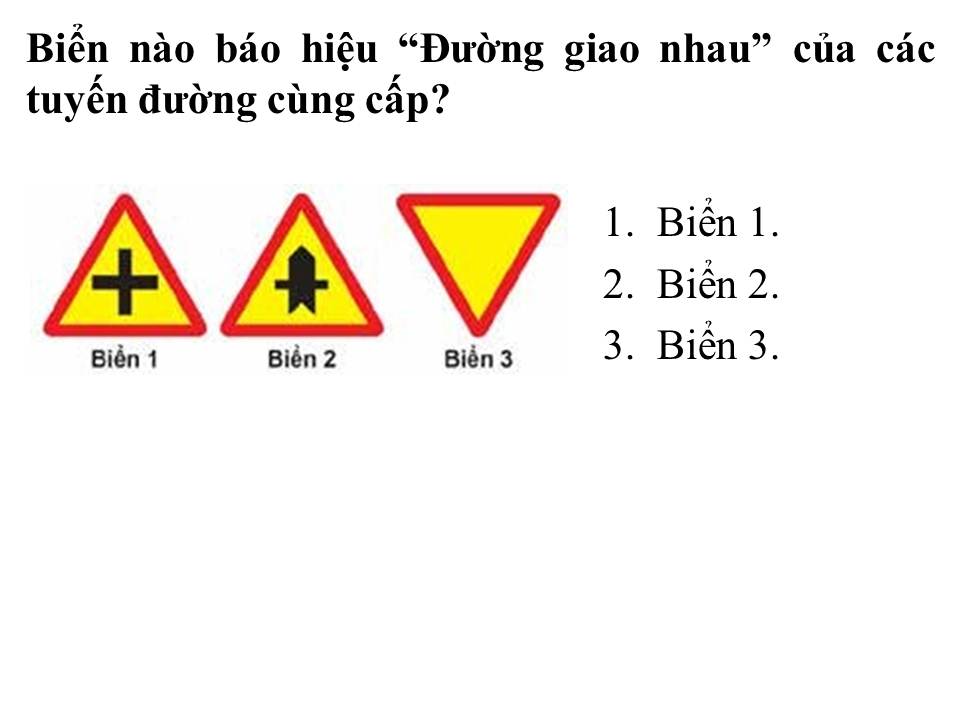 Biển nào báo hiệu “Đường giao nhau” của các
tuyến đường cùng cấp?
1. Biển 1.
2. Biển 2.
3. Biển 3.
Biển 1
Biển 2
Biển 3